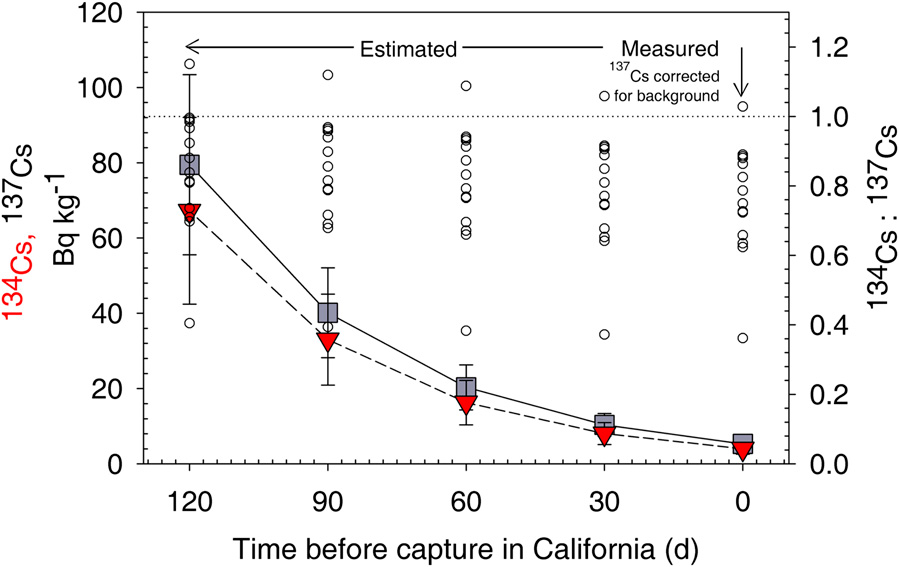 120
100
80
60
40
20
0
134Cs, 137Cs
Bq kg-1
Estimated
Measured
137Cs corrected
for background
1.2
1.0
0.8
0.6
0.4
0.2
0.0
134Cs : 137Cs
120 90 60 30 0
Time before capture in California (d)